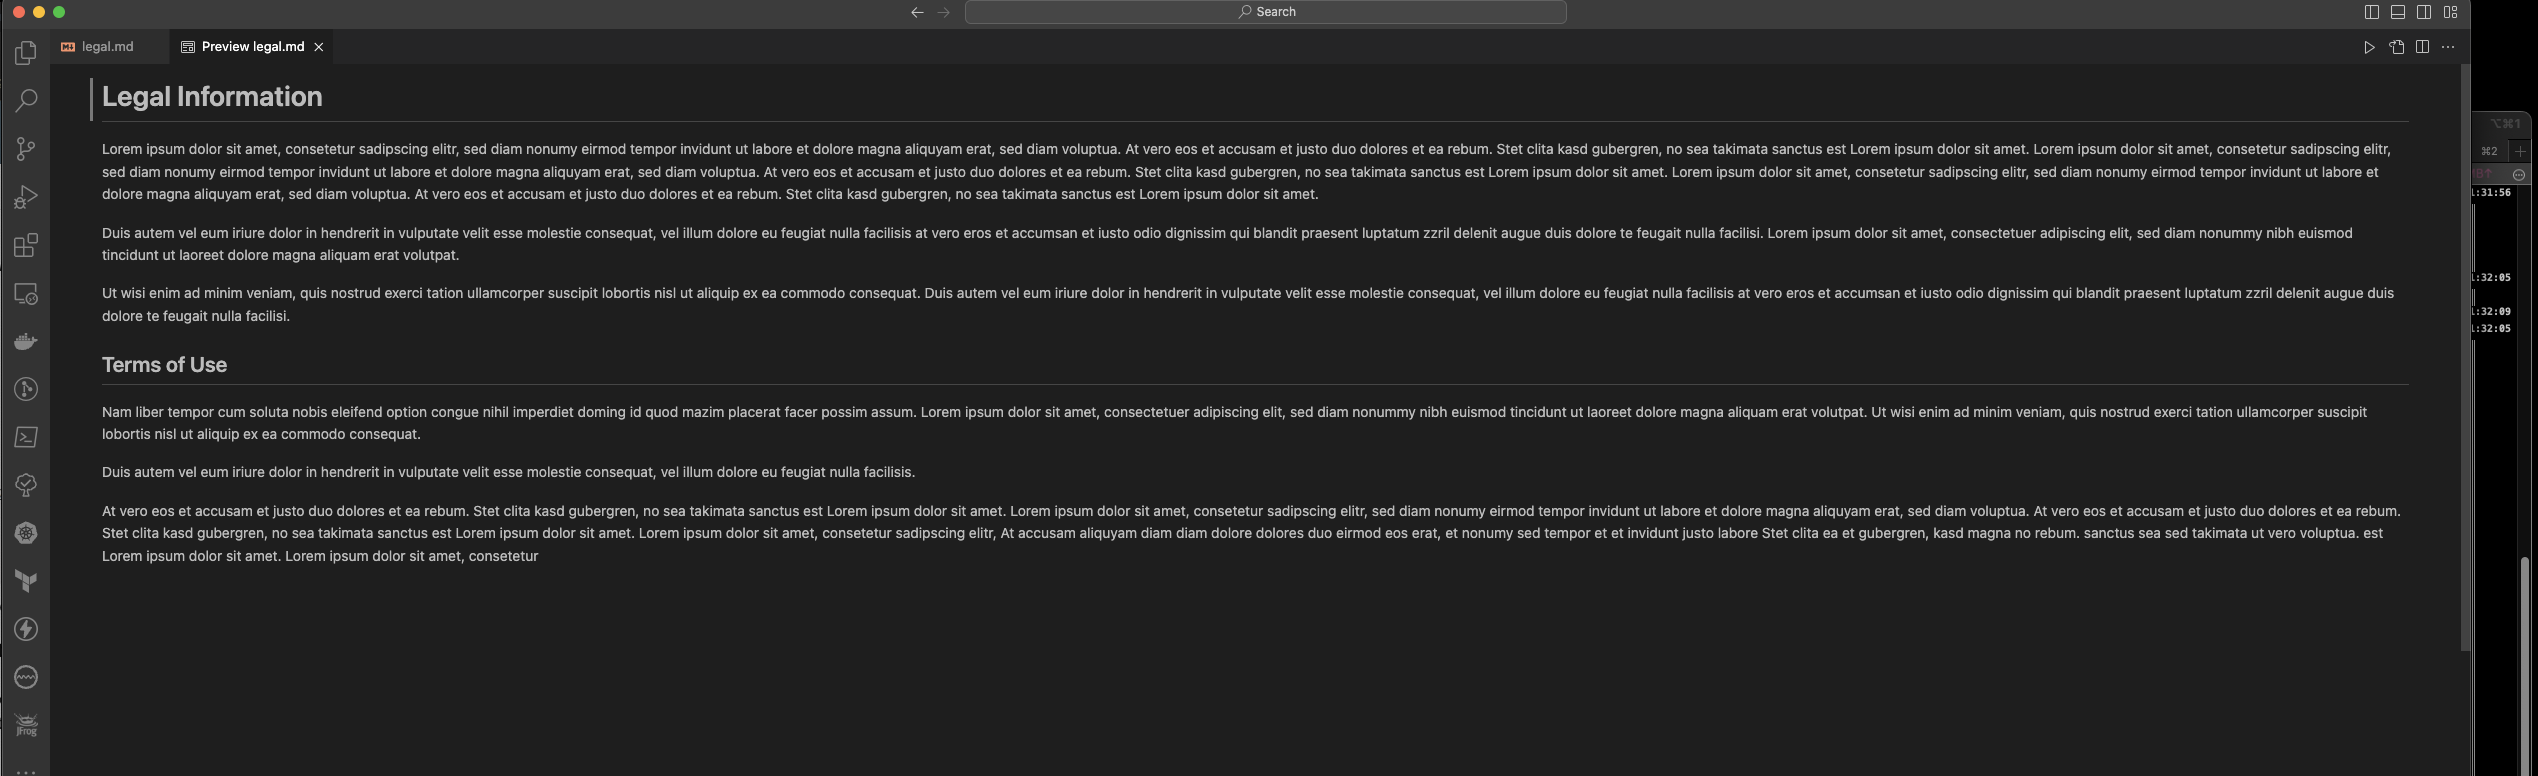 Search
legal.md
Preview legal.md
Legal Information
Lorem ipsum dolor sit amet, consetetur sadipscing elitr, sed diam nonumy eirmod tempor invidunt ut labore et dolore magna aliquyam erat, sed diam voluptua. At vero eos et accusam et justo duo dolores et ea rebum. Stet clita kasd gubergren, no sea takimata sanctus est Lorem ipsum dolor sit amet. Lorem ipsum dolor sit amet, consetetur sadipscing elitr,
sed diam nonumy eirmod tempor invidunt ut labore et dolore magna aliquyam erat, sed diam voluptua. At vero eos et accusam et justo duo dolores et ea rebum. Stet clita kasd gubergren, no sea takimata sanctus est Lorem ipsum dolor sit amet. Lorem ipsum dolor sit amet, consetetur sadipscing elitr, sed diam nonumy eirmod tempor invidunt ut labore et
dolore magna aliquyam erat, sed diam voluptua. At vero eos et accusam et justo duo dolores et ea rebum. Stet clita kasd gubergren, no sea takimata sanctus est Lorem ipsum dolor sit amet.
Duis autem vel eum iriure dolor in hendrerit in vulputate velit esse molestie consequat, vel illum dolore eu feugiat nulla facilisis at vero eros et accumsan et iusto odio dignissim qui blandit praesent luptatum zzril delenit augue duis dolore te feugait nulla facilisi. Lorem ipsum dolor sit amet, consectetuer adipiscing elit, sed diam nonummy nibh euismod
tincidunt ut laoreet dolore magna aliquam erat volutpat.
Ut wisi enim ad minim veniam, quis nostrud exerci tation ullamcorper suscipit lobortis nisl ut aliquip ex ea commodo consequat. Duis autem vel eum iriure dolor in hendrerit in vulputate velit esse molestie consequat, vel illum dolore eu feugiat nulla facilisis at vero eros et accumsan et iusto odio dignissim qui blandit praesent luptatum zzril delenit augue duis
dolore te feugait nulla facilisi.
Terms of Use
Nam liber tempor cum soluta nobis eleifend option congue nihil imperdiet doming id quod mazim placerat facer possim assum. Lorem ipsum dolor sit amet, consectetuer adipiscing elit, sed diam nonummy nibh euismod tincidunt ut laoreet dolore magna aliquam erat volutpat. Ut wisi enim ad minim veniam, quis nostrud exerci tation ullamcorper suscipit
lobortis nisl ut aliquip ex ea commodo consequat.
Duis autem vel eum iriure dolor in hendrerit in vulputate velit esse molestie consequat, vel illum dolore eu feugiat nulla facilisis.
At vero eos et accusam et justo duo dolores et ea rebum. Stet clita kasd gubergren, no sea takimata sanctus est Lorem ipsum dolor sit amet. Lorem ipsum dolor sit amet, consetetur sadipscing elitr, sed diam nonumy eirmod tempor invidunt ut labore et dolore magna aliquyam erat, sed diam voluptua. At vero eos et accusam et justo duo dolores et ea rebum.
Stet clita kasd gubergren, no sea takimata sanctus est Lorem ipsum dolor sit amet. Lorem ipsum dolor sit amet, consetetur sadipscing elitr, At accusam aliquyam diam diam dolore dolores duo eirmod eos erat, et nonumy sed tempor et et invidunt justo labore Stet clita ea et gubergren, kasd magna no rebum. sanctus sea sed takimata ut vero voluptua. est
Lorem ipsum dolor sit amet. Lorem ipsum dolor sit amet, consetetur
JFrog
⌥⌘1
⌘2
1:31:56
1:32:05
1:32:09
1:32:05